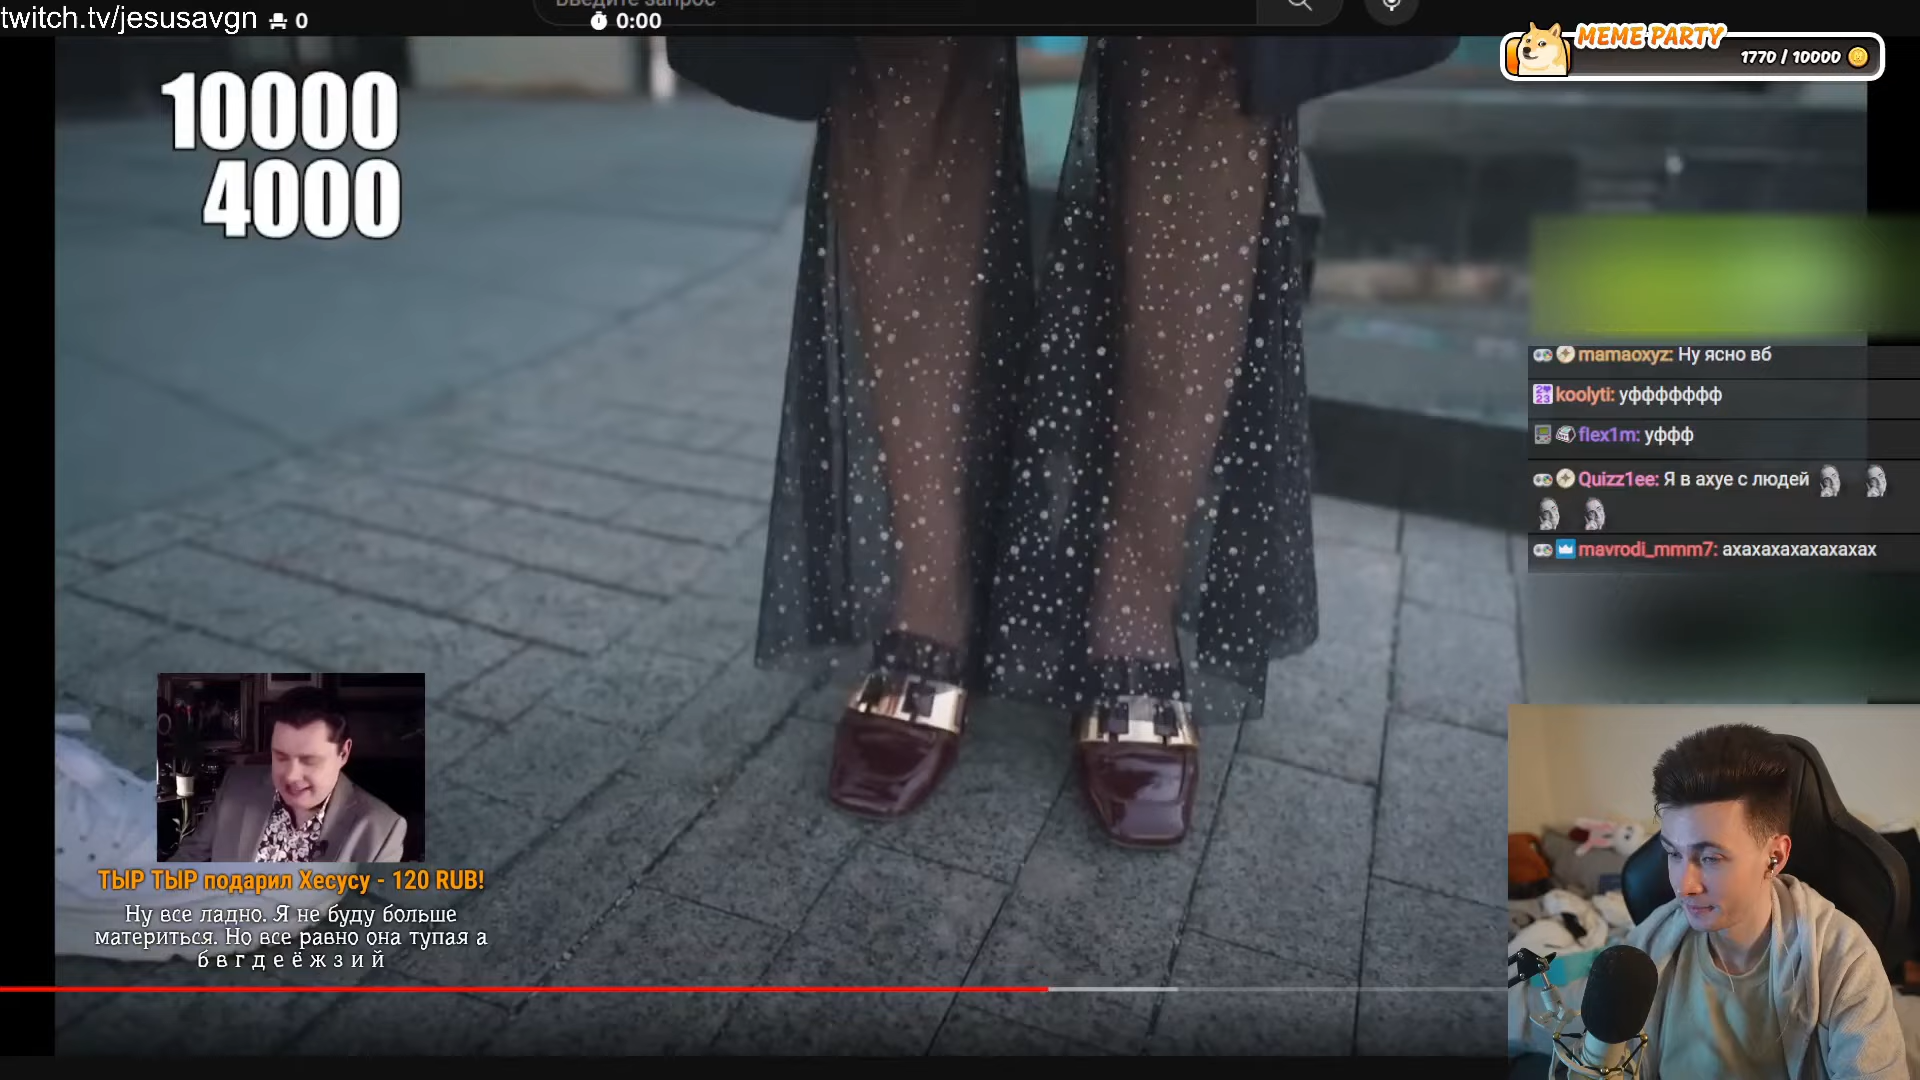 twitch.tv/jesusavgn 0
Введите запрос
0:00
MEME PARTY
1770 / 10000
10000
4000
mamaoxyz: Ну ясно вб
koolyti: уффффффф
flex1m: уффф
Quizz1ee: Я в ахуе с людей
mavrodi_mmm7: ахахахахахахахах
ТЫР ТЫР подарил Хесусу - 120 RUB!
Ну все ладно. Я не буду больше
материться. Но все равно она тупая а
б в г д е ё ж з и й